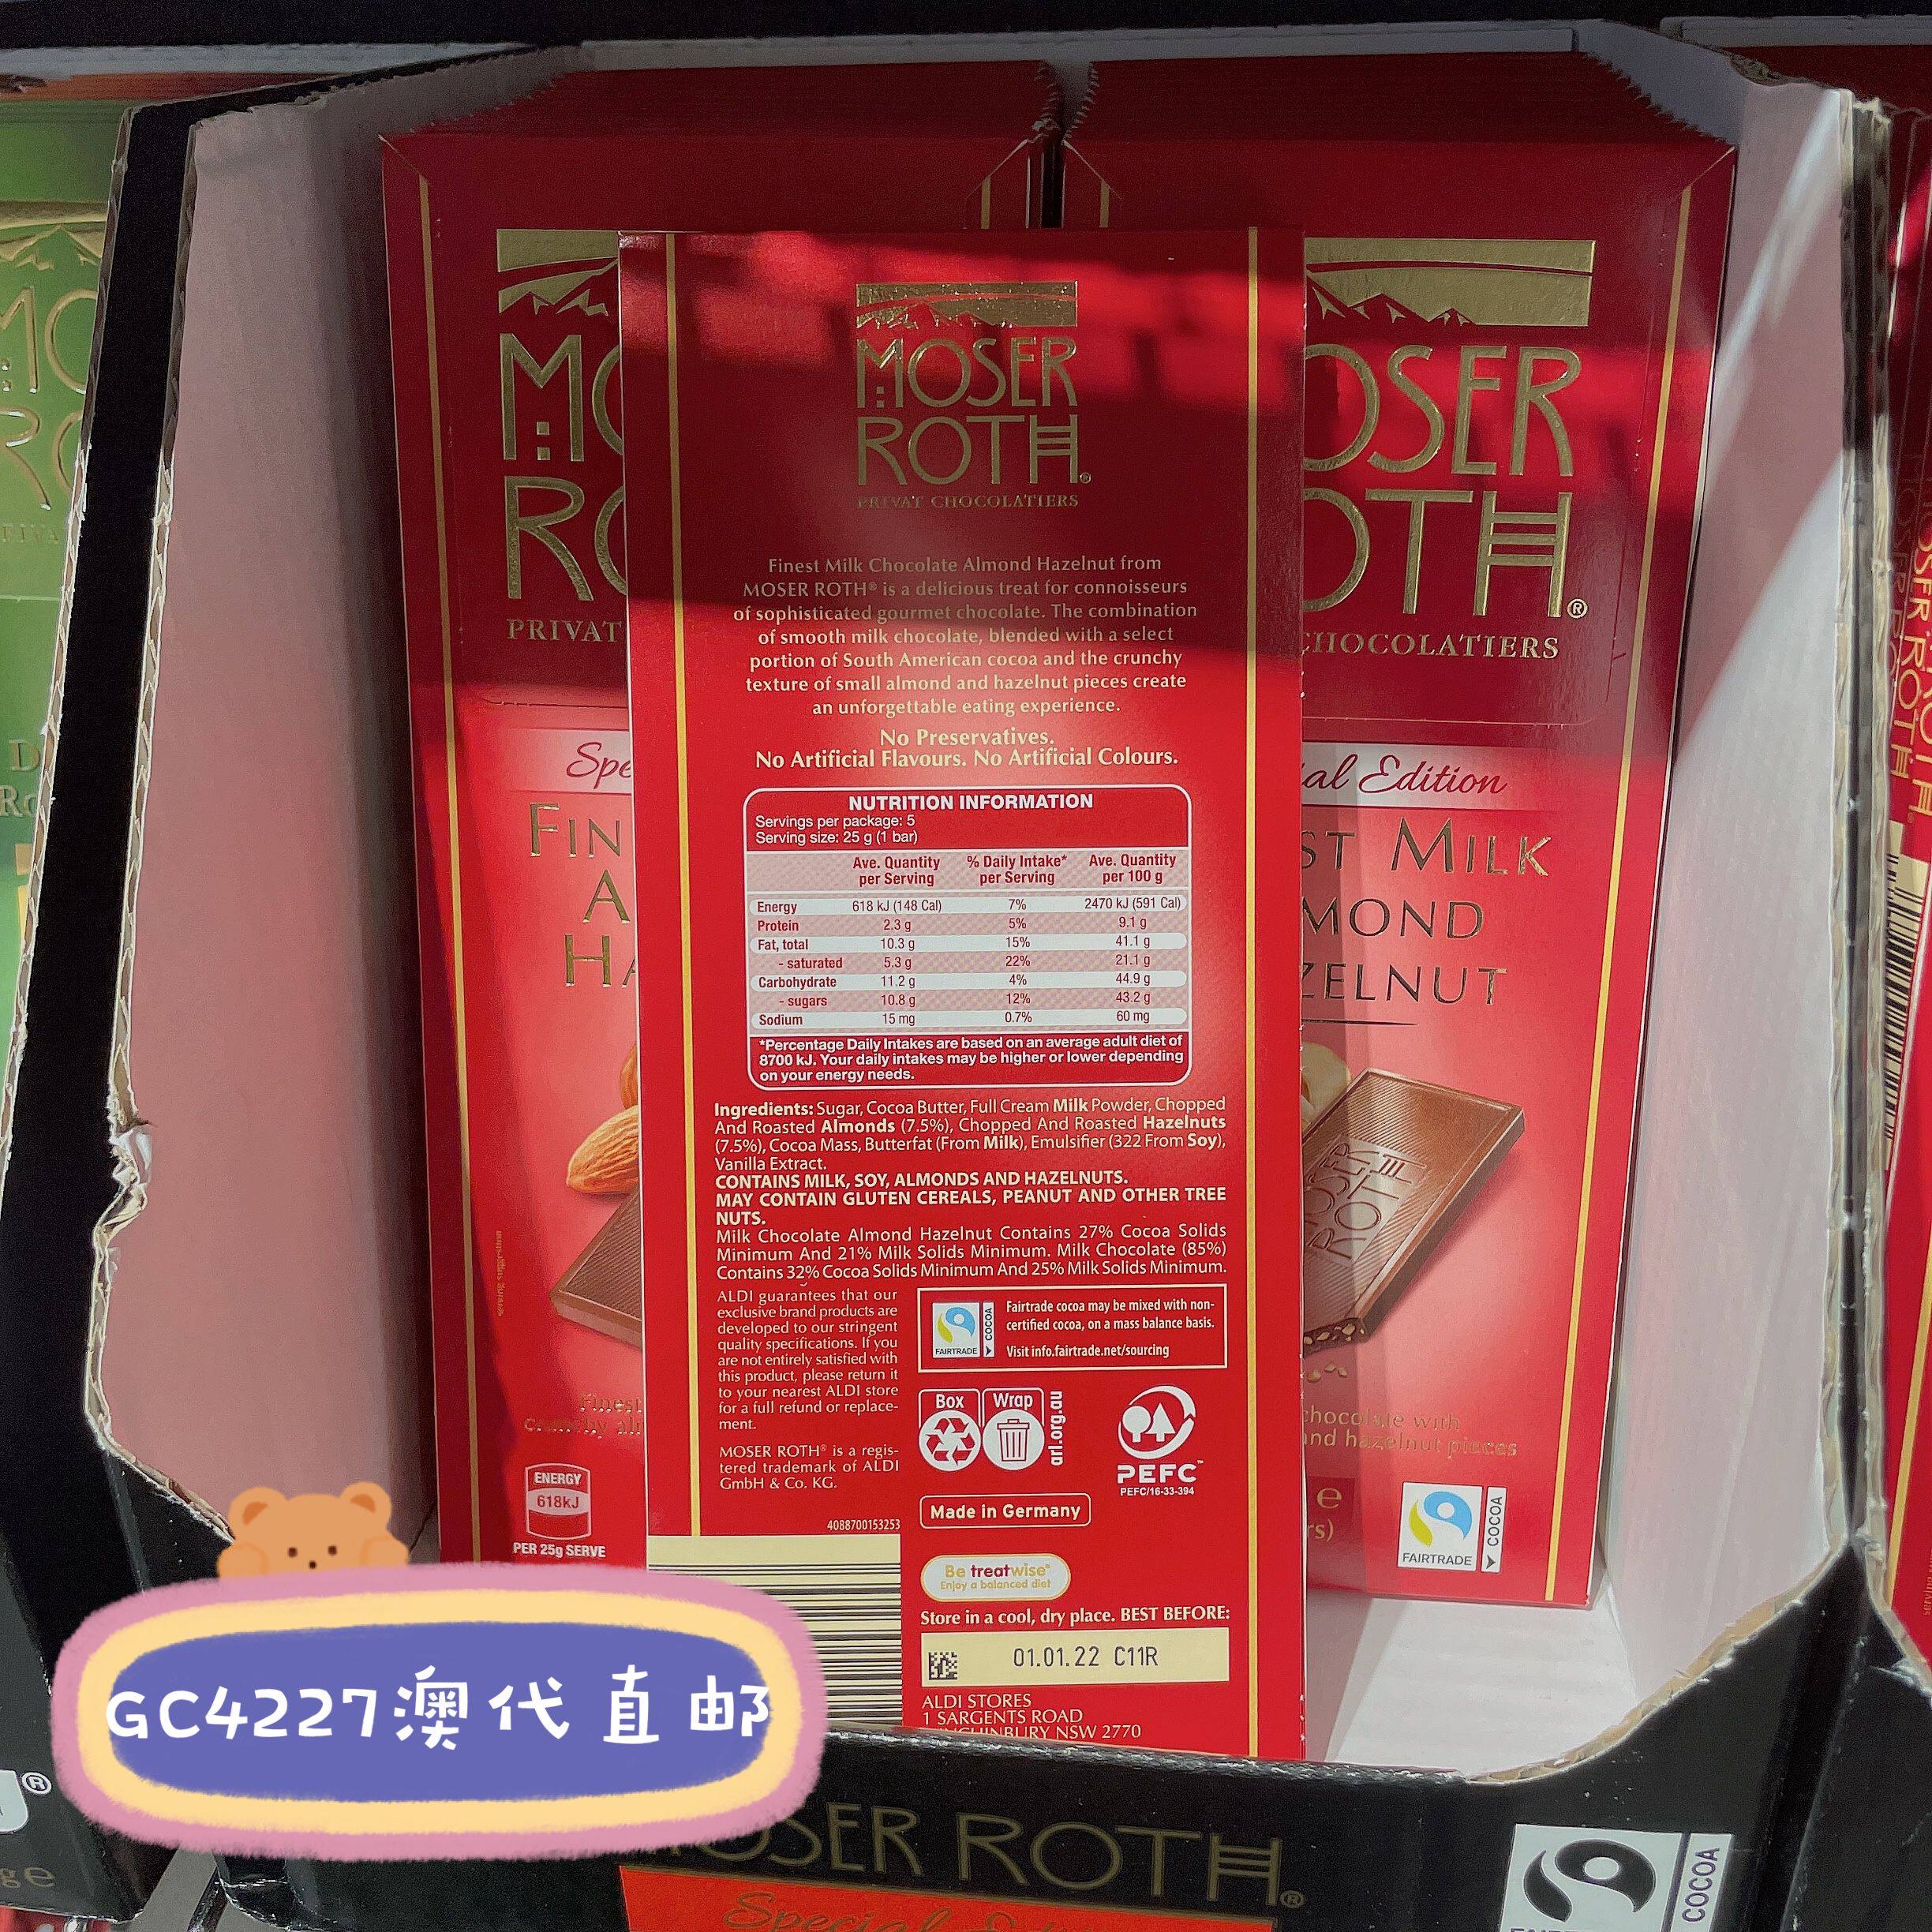 MOSER
ROTH®
PRIVAT CHOCOLATIERS
Finest Milk Chocolate Almond Hazelnut from
MOSER ROTH® is a delicious treat for connoisseurs
of sophisticated gourmet chocolate. The combination
of smooth milk chocolate, blended with a select
portion of South American cocoa and the crunchy
texture of small almond and hazelnut pieces create
an unforgettable eating experience.
No Preservatives.
No Artificial Flavours. No Artificial Colours.
NUTRITION INFORMATION
Servings per package: 5
Serving size: 25 g (1 bar)
Ave. Quantity per Serving % Daily Intake* per Serving Ave. Quantity per 100 g
Energy 618 kJ (148 Cal) 7% 2470 kJ (591 Cal)
Protein 2.3 g 5% 9.1 g
Fat, total 10.3 g 15% 41.1 g
- saturated 5.3 g 22% 21.1 g
Carbohydrate 11.2 g 4% 44.9 g
- sugars 10.8 g 12% 43.2 g
Sodium 15 mg 0.7% 60 mg
*Percentage Daily Intakes are based on an average adult diet of
8700 kJ. Your daily intakes may be higher or lower depending
on your energy needs.
Ingredients: Sugar, Cocoa Butter, Full Cream Milk Powder, Chopped
And Roasted Almonds (7.5%), Chopped And Roasted Hazelnuts
(7.5%), Cocoa Mass, Butterfat (From Milk), Emulsifier (322 From Soy),
Vanilla Extract.
CONTAINS MILK, SOY, ALMONDS AND HAZELNUTS.
MAY CONTAIN GLUTEN CEREALS, PEANUT AND OTHER TREE
NUTS.
Milk Chocolate Almond Hazelnut Contains 27% Cocoa Solids
Minimum And 21% Milk Solids Minimum. Milk Chocolate (85%)
Contains 32% Cocoa Solids Minimum And 25% Milk Solids Minimum.
ALDI guarantees that our
exclusive brand products are
developed to our stringent
quality specifications. If you
are not entirely satisfied with
this product, please return it
to your nearest ALDI store
for a full refund or replace-
ment.
MOSER ROTH® is a regis-
tered trademark of ALDI
GmbH & Co. KG.
4088700153253
FAIRTRADE
COCOA
Fairtrade cocoa may be mixed with non-
certified cocoa, on a mass balance basis.
Visit info.fairtrade.net/sourcing
Box Wrap
arl.org.au
PEFC™
PEFC/16-33-394
Made in Germany
Be treatwise®
Enjoy a balanced diet
Store in a cool, dry place. BEST BEFORE:
01.01.22 C11R
ALDI STORES
1 SARGENTS ROAD
NSW 2770
PRIVAT
ENERGY
618kJ
PER 25g SERVE
OSER
OTH®
CHOCOLATIERS
Edition
MILK
MOND
ZELNUT
MOSER
ROTH
chocolate with
and hazelnut pieces
FAIRTRADE
COCOA
GC4227澳代直邮
OSER ROTH®
Special
COCOA